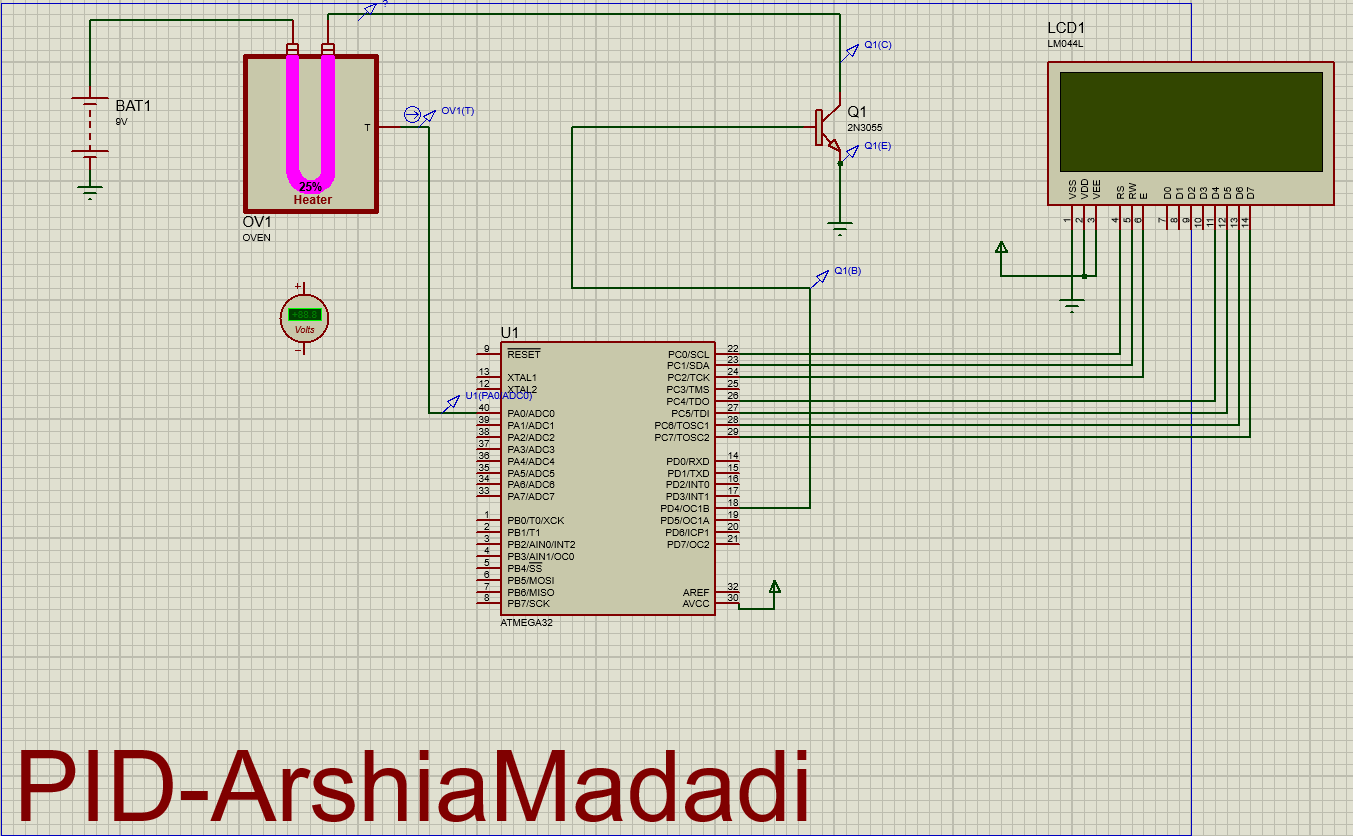 ?
LCD1
LM044L
Q1(C)
BAT1
9V
OV1(T)
T
Q1
2N3055
Q1(E)
25%
Heater
OV1
OVEN
VSS
VDD
VEE
RS
RW
E
D0
D1
D2
D3
D4
D5
D6
D7
1
2
3
4
5
6
7
8
9
10
11
12
13
14
Q1(B)
+
Volts
−
U1
9 RESET PC0/SCL 22
PC1/SDA 23
13 XTAL1 PC2/TCK 24
12 XTAL2 PC3/TMS 25
U1(PA0/ADC0)
PC4/TDO 26
40 PA0/ADC0 PC5/TDI 27
39 PA1/ADC1 PC6/TOSC1 28
38 PA2/ADC2 PC7/TOSC2 29
37 PA3/ADC3
36 PA4/ADC4 PD0/RXD 14
35 PA5/ADC5 PD1/TXD 15
34 PA6/ADC6 PD2/INT0 16
33 PA7/ADC7 PD3/INT1 17
PD4/OC1B 18
1 PB0/T0/XCK PD5/OC1A 19
2 PB1/T1 PD6/ICP1 20
3 PB2/AIN0/INT2 PD7/OC2 21
4 PB3/AIN1/OC0
5 PB4/SS
6 PB5/MOSI
7 PB6/MISO AREF 32
8 PB7/SCK AVCC 30
ATMEGA32
PID-ArshiaMadadi